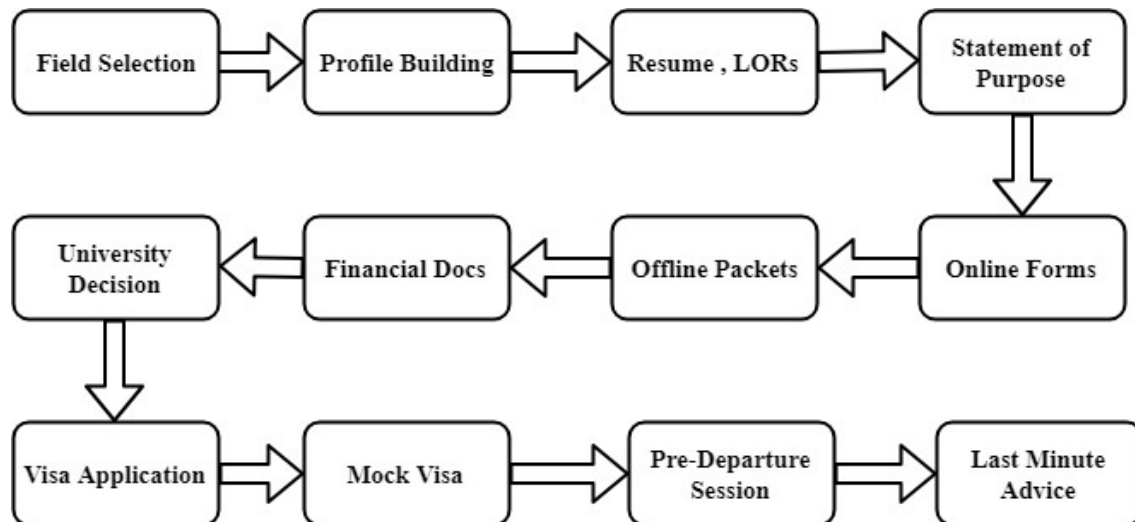 Field Selection
Profile Building
Resume , LORs
Statement of
Purpose
Online Forms
Offline Packets
Financial Docs
University
Decision
Visa Application
Mock Visa
Pre-Departure
Session
Last Minute
Advice